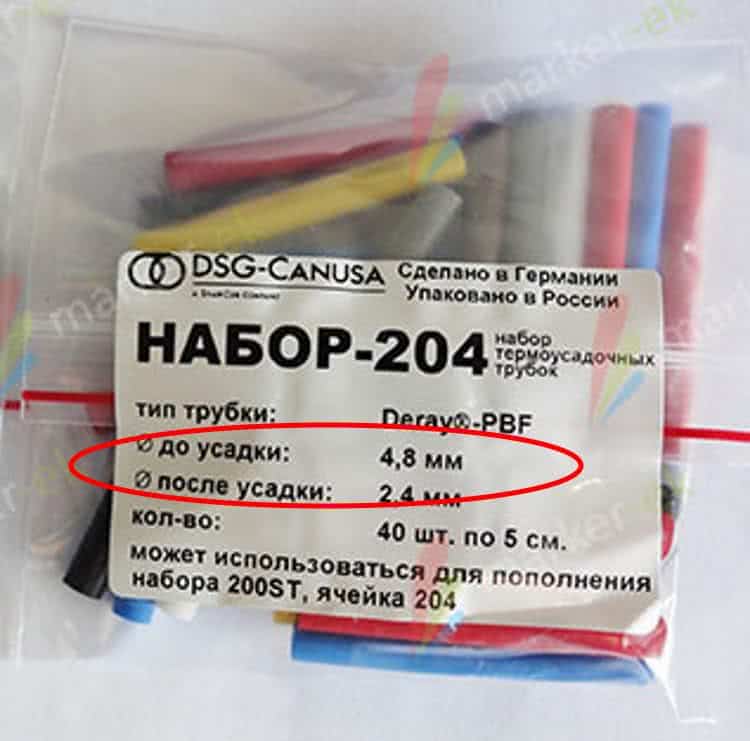 marker-ek
DSG-CANUSA
Сделано в Германии
Упаковано в России
НАБОР-204
набор
термоусадочных
трубок
тип трубки: Deray®-PBF
Ø до усадки: 4,8 мм
Ø после усадки: 2,4 мм
кол-во: 40 шт. по 5 см.
может использоваться для пополнения
набора 200ST, ячейка 204